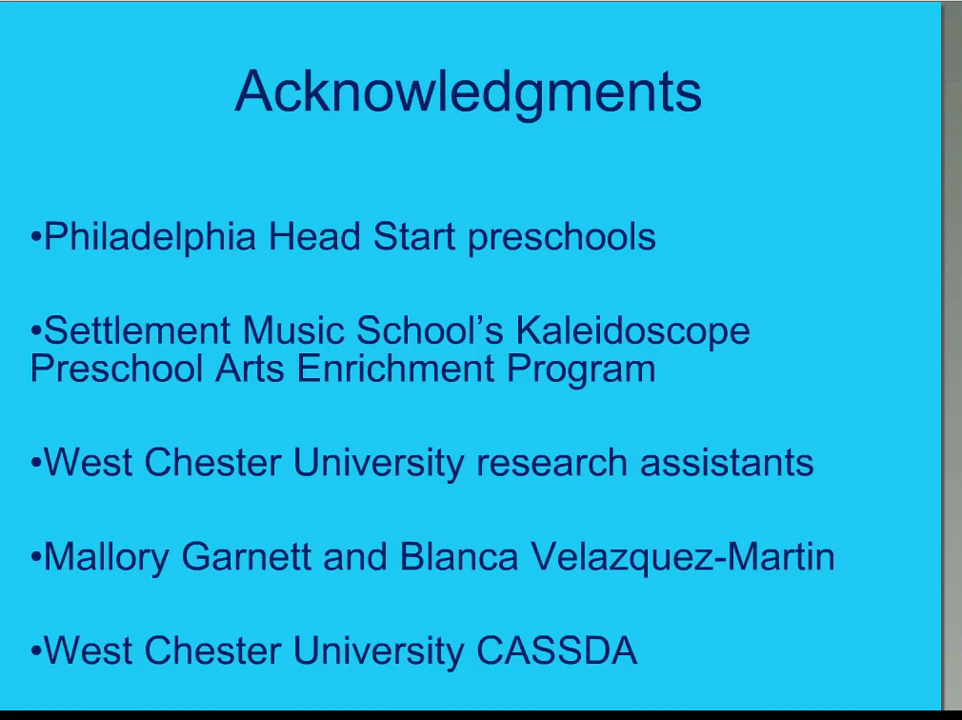 Acknowledgments
•Philadelphia Head Start preschools
•Settlement Music School’s Kaleidoscope
Preschool Arts Enrichment Program
•West Chester University research assistants
•Mallory Garnett and Blanca Velazquez-Martin
•West Chester University CASSDA